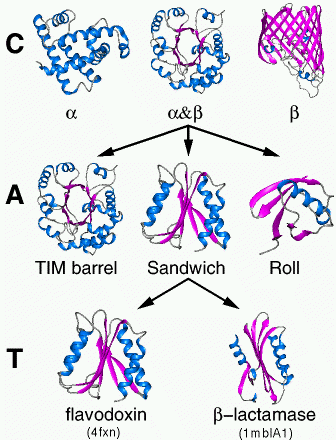 C
α α&β β
A
TIM barrel Sandwich Roll
T
flavodoxin β–lactamase
(4fxn) (1mblA1)